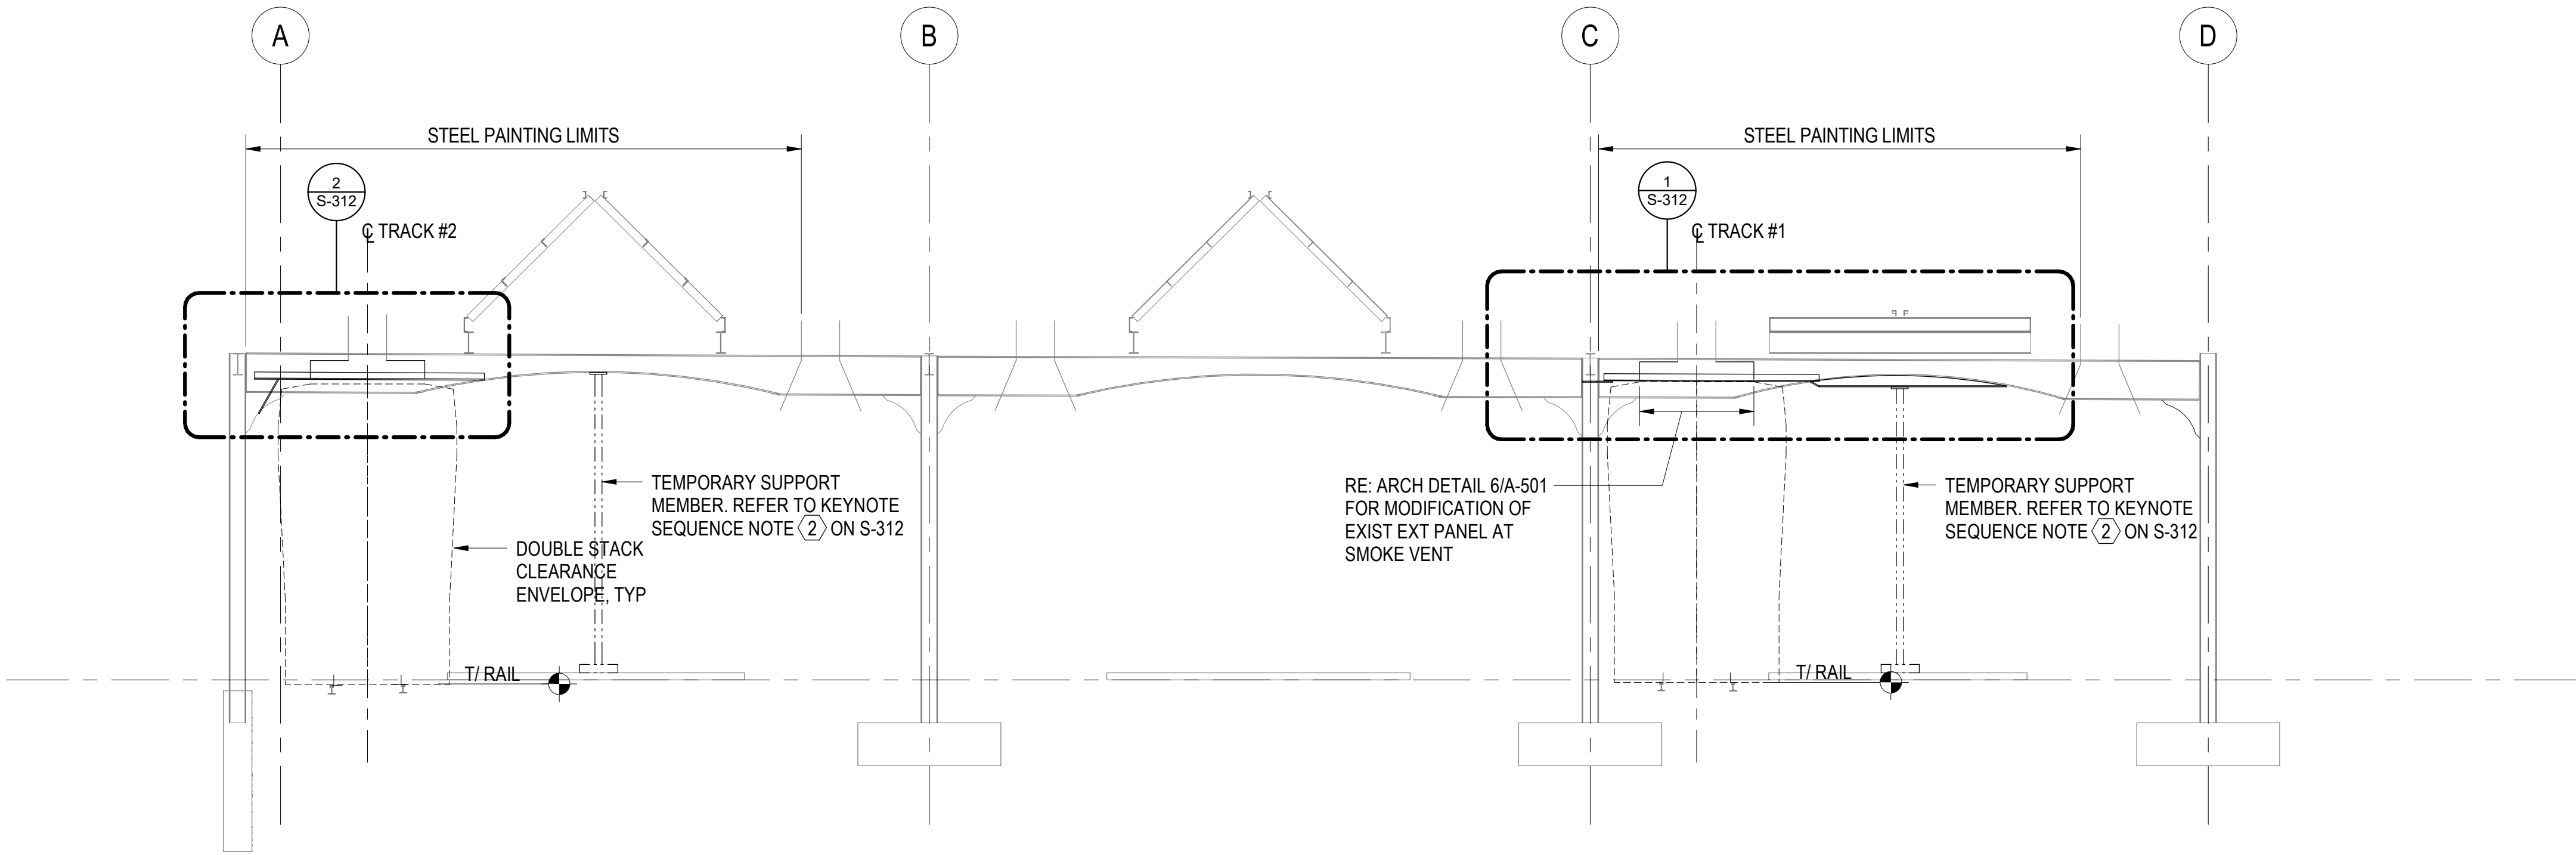 A
B
C
D
STEEL PAINTING LIMITS
STEEL PAINTING LIMITS
2
S-312
℄ TRACK #2
1
S-312
℄ TRACK #1
TEMPORARY SUPPORT
MEMBER. REFER TO KEYNOTE
SEQUENCE NOTE 2 ON S-312
DOUBLE STACK
CLEARANCE
ENVELOPE, TYP
RE: ARCH DETAIL 6/A-501
FOR MODIFICATION OF
EXIST EXT PANEL AT
SMOKE VENT
TEMPORARY SUPPORT
MEMBER. REFER TO KEYNOTE
SEQUENCE NOTE 2 ON S-312
T/ RAIL
T/ RAIL